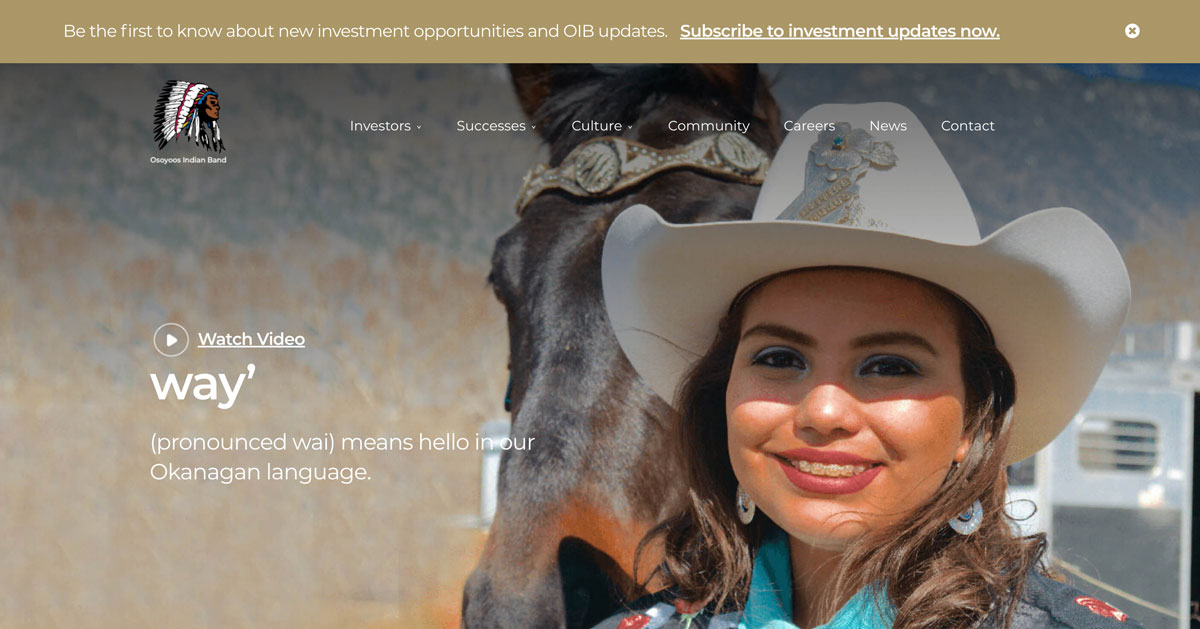 Be the first to know about new investment opportunities and OIB updates. Subscribe to investment updates now.
Osoyoos Indian Band
Investors Successes Culture Community Careers News Contact
Watch Video
way’
(pronounced wai) means hello in our
Okanagan language.